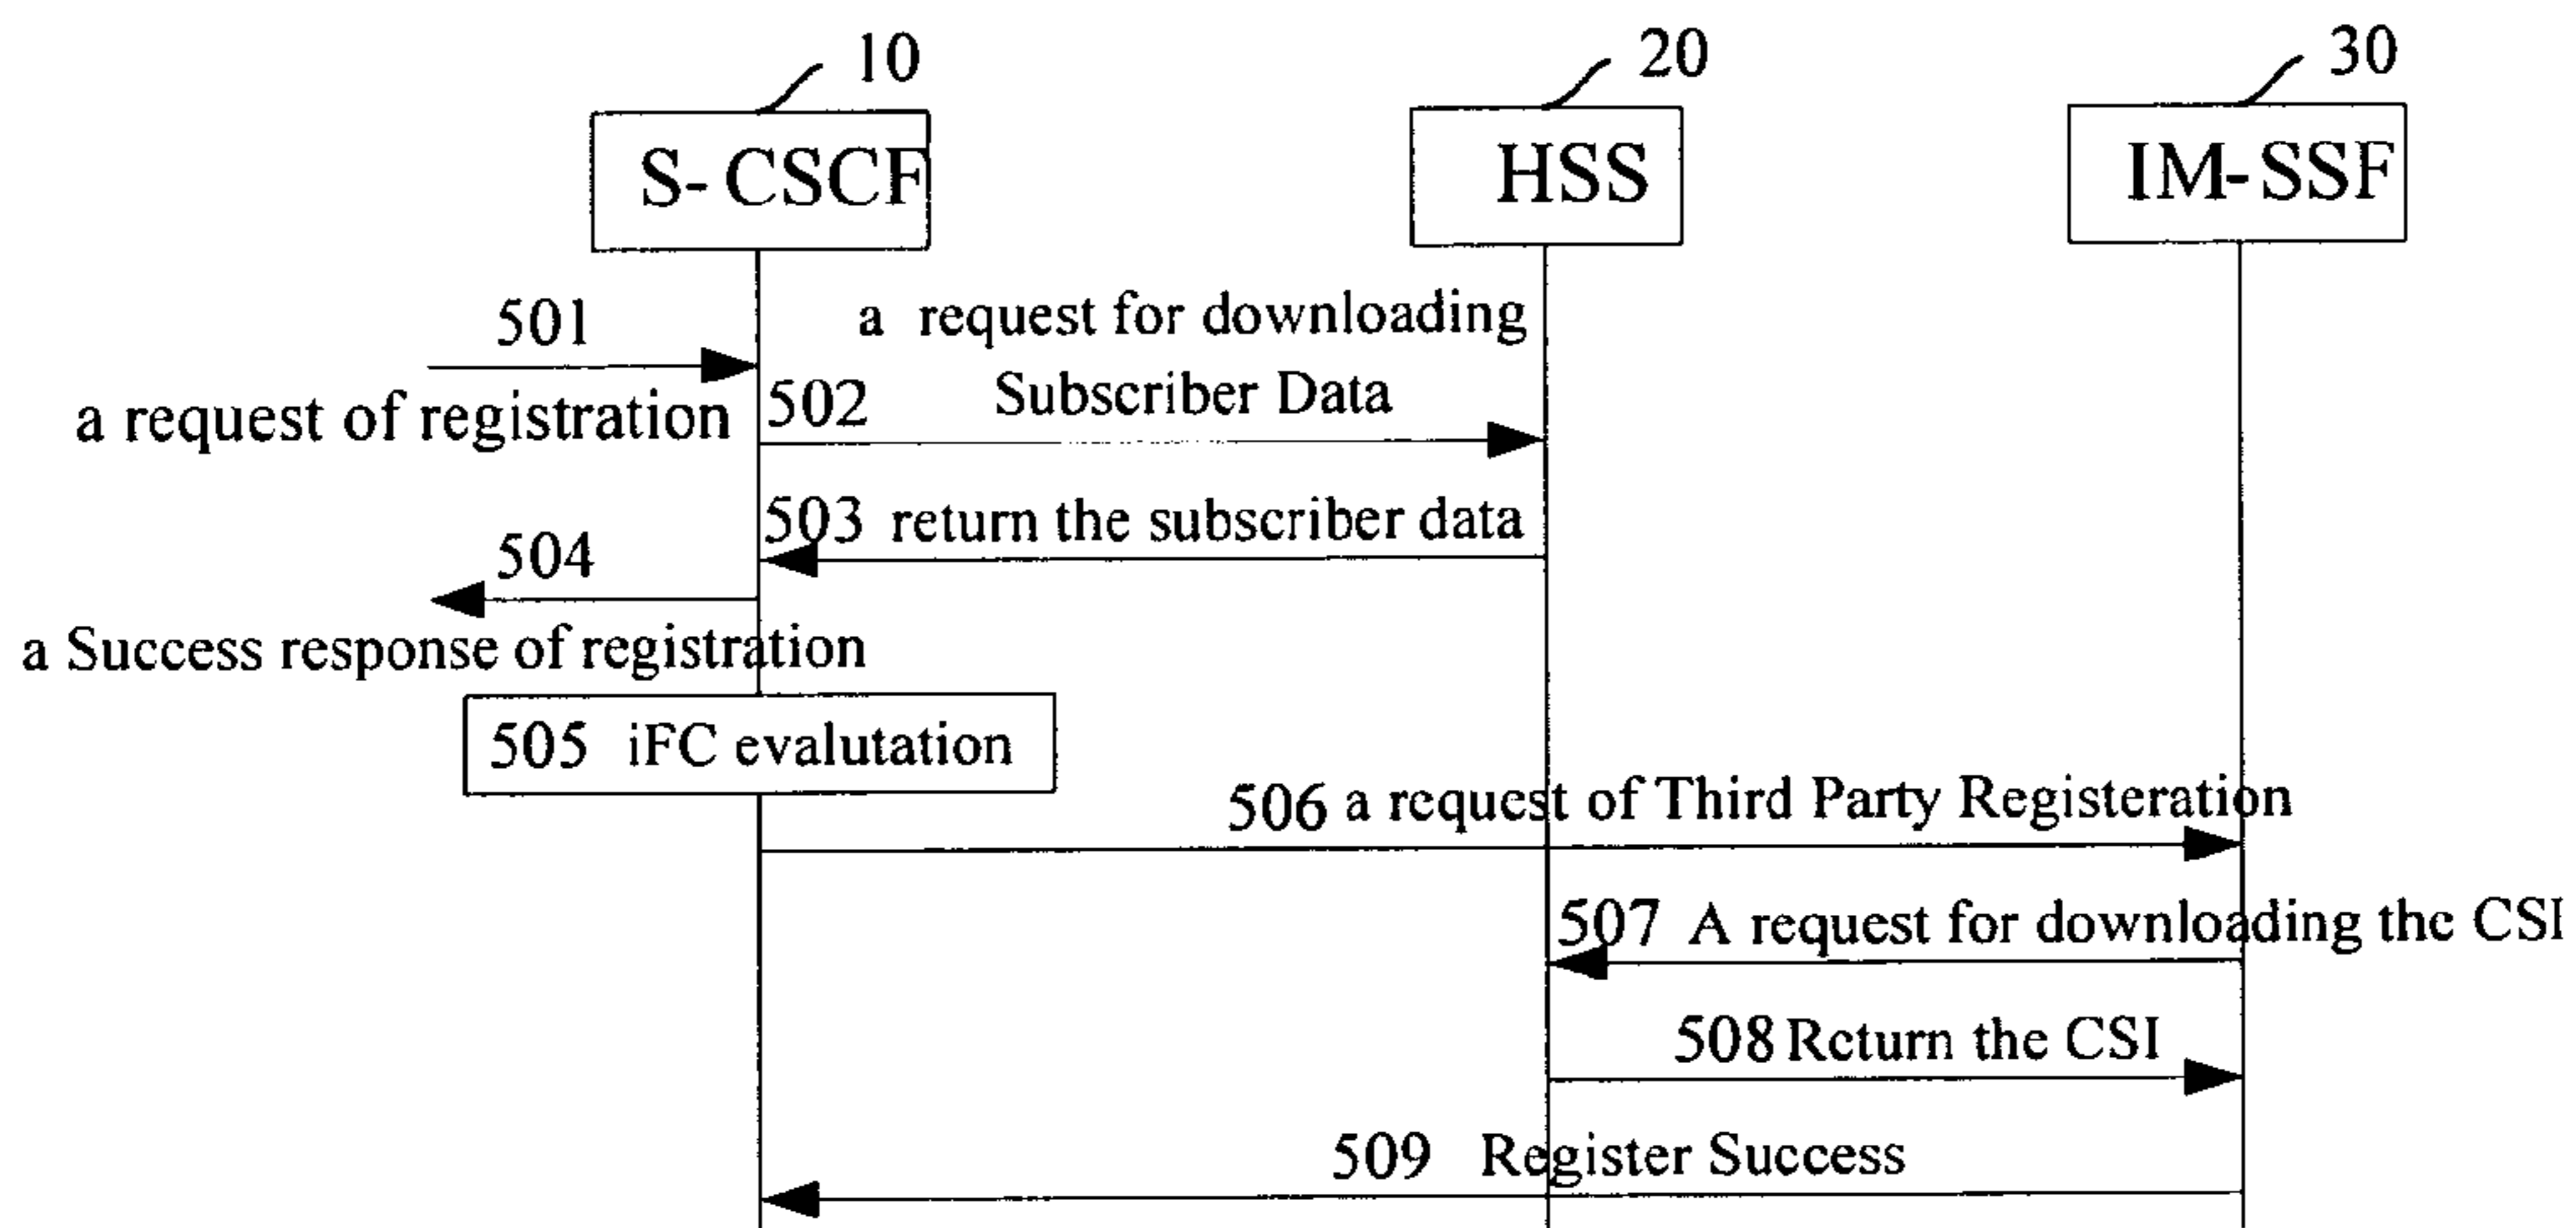 10
20
30
S-CSCF
HSS
IM-SSF
501
a request of registration
a request for downloading
502 Subscriber Data
503 return the subscriber data
504
a Success response of registration
505 iFC evalutation
506 a request of Third Party Registeration
507 A request for downloading the CSI
508 Return the CSI
509 Register Success